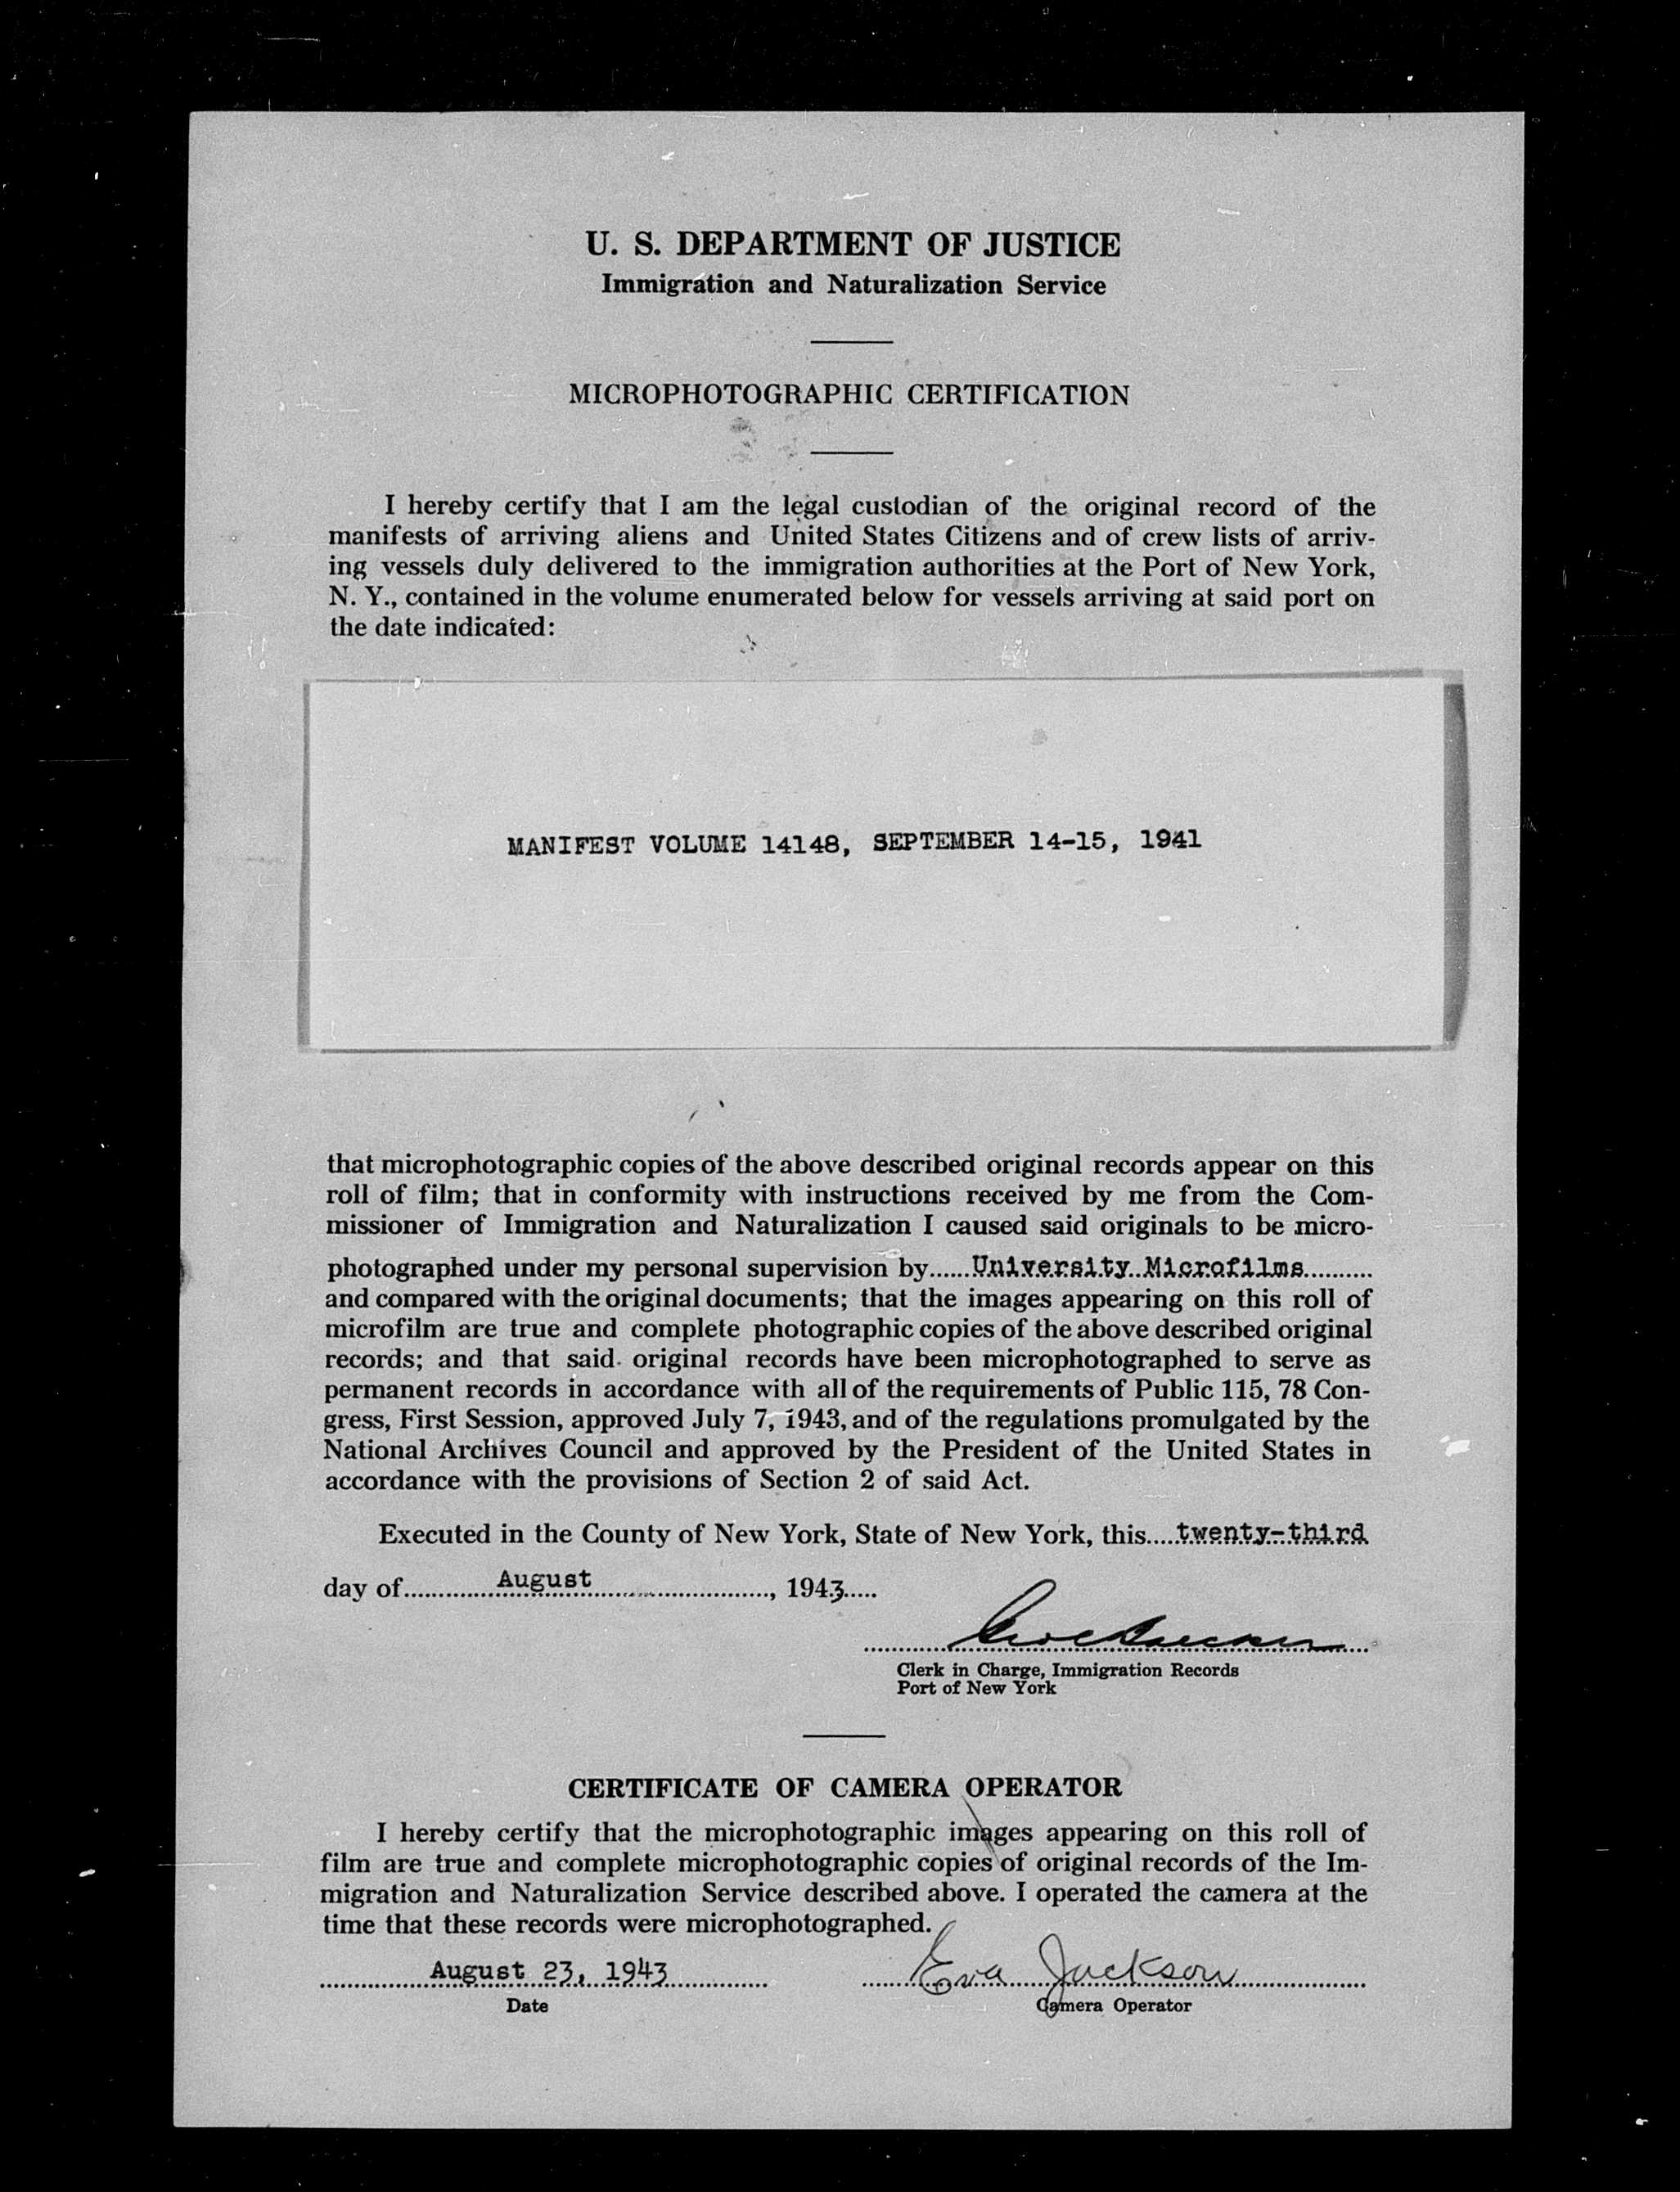 U. S. DEPARTMENT OF JUSTICE
Immigration and Naturalization Service
MICROPHOTOGRAPHIC CERTIFICATION
I hereby certify that I am the legal custodian of the original record of the
manifests of arriving aliens and United States Citizens and of crew lists of arriv-
ing vessels duly delivered to the immigration authorities at the Port of New York,
N. Y., contained in the volume enumerated below for vessels arriving at said port on
the date indicated:
MANIFEST VOLUME 14148, SEPTEMBER 14-15, 1941
that microphotographic copies of the above described original records appear on this
roll of film; that in conformity with instructions received by me from the Com-
missioner of Immigration and Naturalization I caused said originals to be micro-
photographed under my personal supervision by......University Microfilms..........
and compared with the original documents; that the images appearing on this roll of
microfilm are true and complete photographic copies of the above described original
records; and that said original records have been microphotographed to serve as
permanent records in accordance with all of the requirements of Public 115, 78 Con-
gress, First Session, approved July 7, 1943, and of the regulations promulgated by the
National Archives Council and approved by the President of the United States in
accordance with the provisions of Section 2 of said Act.
Executed in the County of New York, State of New York, this.....twenty-third
day of.............August..........................., 1943.....
Clerk in Charge, Immigration Records
Port of New York
CERTIFICATE OF CAMERA OPERATOR
I hereby certify that the microphotographic images appearing on this roll of
film are true and complete microphotographic copies of original records of the Im-
migration and Naturalization Service described above. I operated the camera at the
time that these records were microphotographed.
August 23, 1943 Eva Jackson
Date Camera Operator